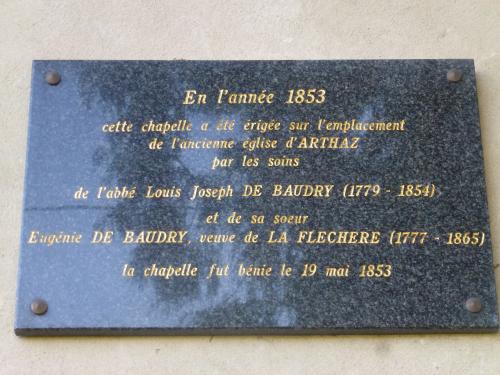 En l'année 1853
cette chapelle a été érigée sur l'emplacement
de l'ancienne église d'ARTHAZ
par les soins
de l'abbé Louis Joseph DE BAUDRY (1779 - 1854)
et de sa soeur
Eugénie DE BAUDRY, veuve de LA FLECHERE (1777 - 1865)
la chapelle fut bénie le 19 mai 1853